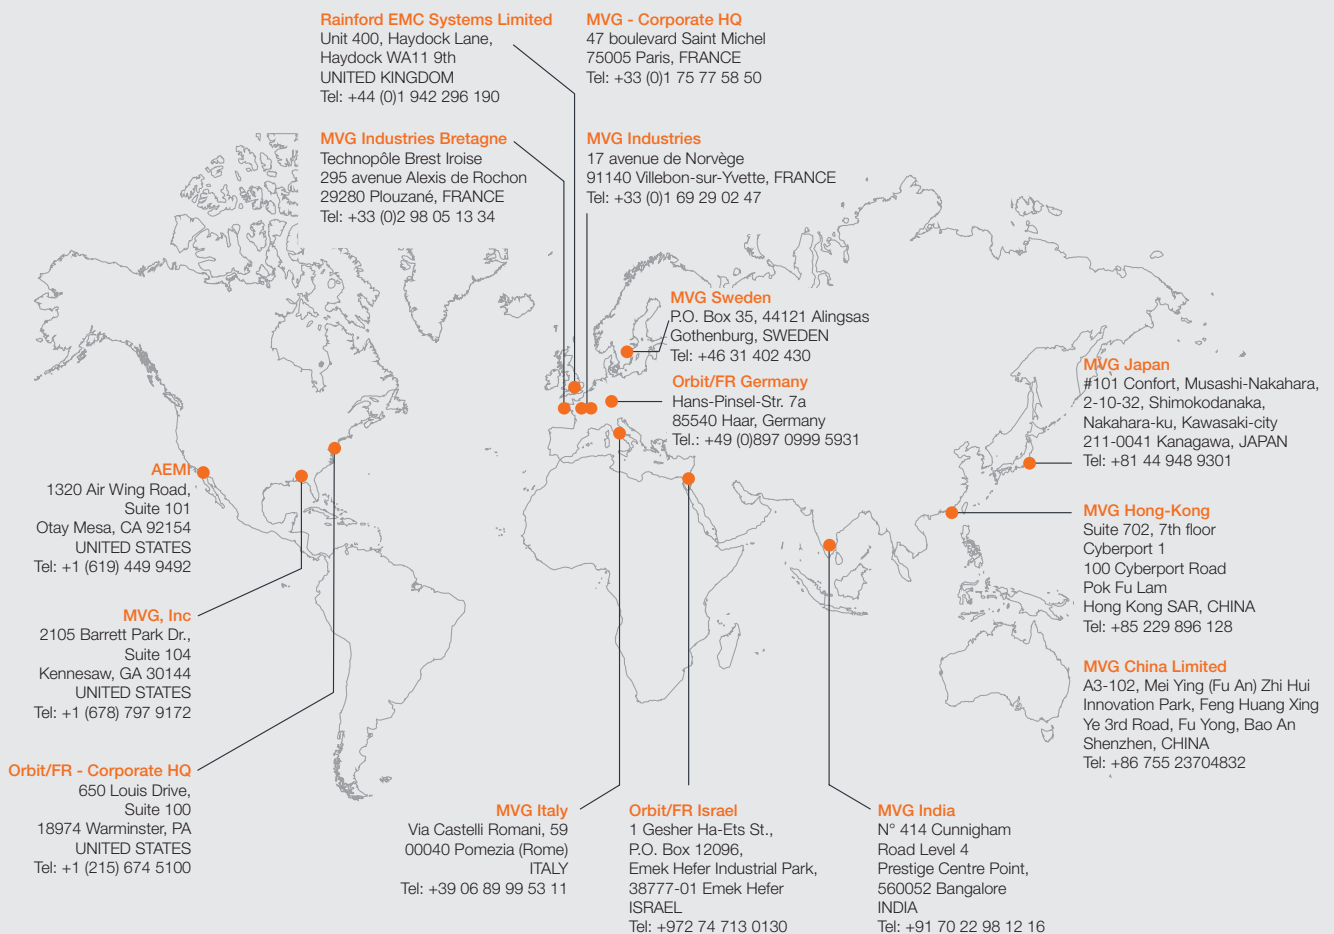 Rainford EMC Systems Limited
Unit 400, Haydock Lane,
Haydock WA11 9th
UNITED KINGDOM
Tel: +44 (0)1 942 296 190
MVG - Corporate HQ
47 boulevard Saint Michel
75005 Paris, FRANCE
Tel: +33 (0)1 75 77 58 50
MVG Industries Bretagne
Technopôle Brest Iroise
295 avenue Alexis de Rochon
29280 Plouzané, FRANCE
Tel: +33 (0)2 98 05 13 34
MVG Industries
17 avenue de Norvège
91140 Villebon-sur-Yvette, FRANCE
Tel: +33 (0)1 69 29 02 47
MVG Sweden
P.O. Box 35, 44121 Alingsas
Gothenburg, SWEDEN
Tel: +46 31 402 430
Orbit/FR Germany
Hans-Pinsel-Str. 7a
85540 Haar, Germany
Tel.: +49 (0)897 0999 5931
MVG Japan
#101 Confort, Musashi-Nakahara,
2-10-32, Shimokodanaka,
Nakahara-ku, Kawasaki-city
211-0041 Kanagawa, JAPAN
Tel: +81 44 948 9301
AEMI
1320 Air Wing Road,
Suite 101
Otay Mesa, CA 92154
UNITED STATES
Tel: +1 (619) 449 9492
MVG Hong-Kong
Suite 702, 7th floor
Cyberport 1
100 Cyberport Road
Pok Fu Lam
Hong Kong SAR, CHINA
Tel: +85 229 896 128
MVG, Inc
2105 Barrett Park Dr.,
Suite 104
Kennesaw, GA 30144
UNITED STATES
Tel: +1 (678) 797 9172
MVG China Limited
A3-102, Mei Ying (Fu An) Zhi Hui
Innovation Park, Feng Huang Xing
Ye 3rd Road, Fu Yong, Bao An
Shenzhen, CHINA
Tel: +86 755 23704832
Orbit/FR - Corporate HQ
650 Louis Drive,
Suite 100
18974 Warminster, PA
UNITED STATES
Tel: +1 (215) 674 5100
MVG Italy
Via Castelli Romani, 59
00040 Pomezia (Rome)
ITALY
Tel: +39 06 89 99 53 11
Orbit/FR Israel
1 Gesher Ha-Ets St.,
P.O. Box 12096,
Emek Hefer Industrial Park,
38777-01 Emek Hefer
ISRAEL
Tel: +972 74 713 0130
MVG India
N° 414 Cunnigham
Road Level 4
Prestige Centre Point,
560052 Bangalore
INDIA
Tel: +91 70 22 98 12 16